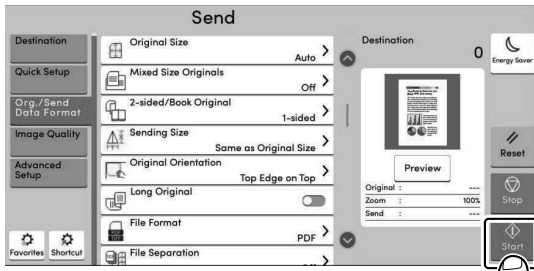 Send
Destination
Quick Setup
Org./Send
Data Format
Image Quality
Advanced
Setup
Favorites
Shortcut
Original Size
Auto
Mixed Size Originals
Off
2-sided/Book Original
1-sided
Sending Size
Same as Original Size
Original Orientation
Top Edge on Top
Long Original
File Format
PDF
File Separation
Destination
0
Preview
Original : ---
Zoom : 100%
Send : ---
Energy Saver
Reset
Stop
Start